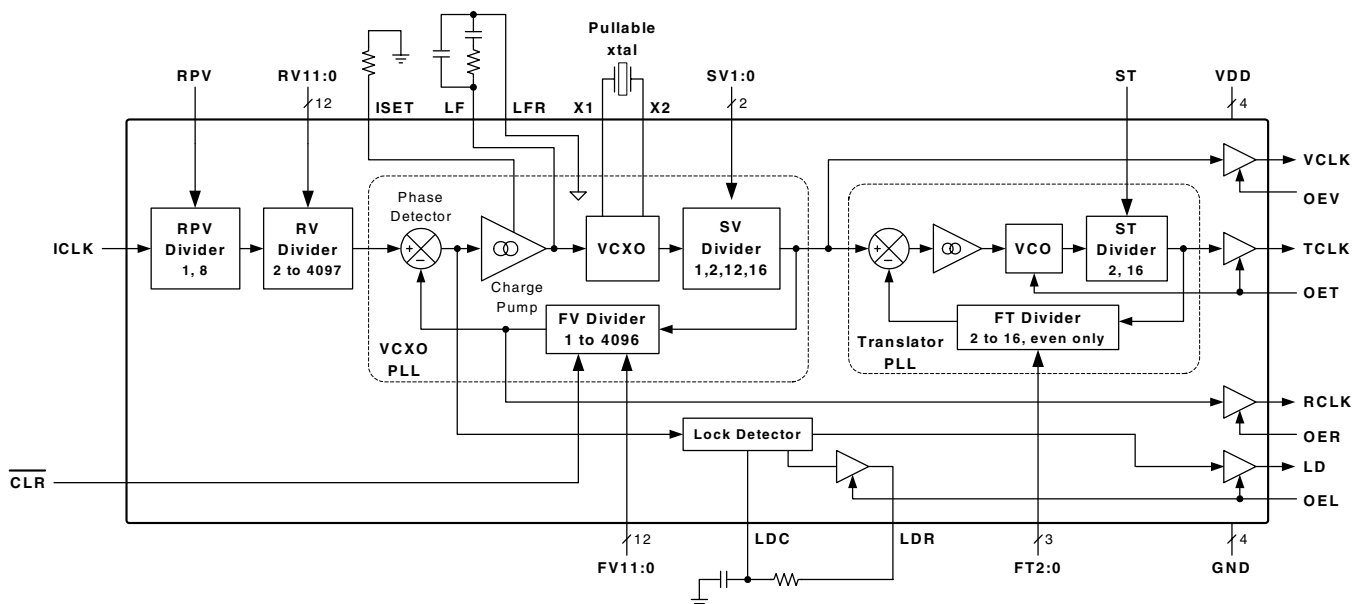 Pullable
xtal
RPV
RV11:0
SV1:0
ST
VDD
12
ISET
LF
LFR
X1
X2
2
4
VCLK
OEV
Phase
Detector
RPV
Divider
1, 8
RV
Divider
2 to 4097
ICLK
+
−
VCXO
SV
Divider
1,2,12,16
+
−
VCO
ST
Divider
2, 16
TCLK
OET
Charge
Pump
FV Divider
1 to 4096
FT Divider
2 to 16, even only
VCXO
PLL
Translator
PLL
RCLK
OER
Lock Detector
LD
CLR
OEL
12
LDC
LDR
3
4
FV11:0
FT2:0
GND